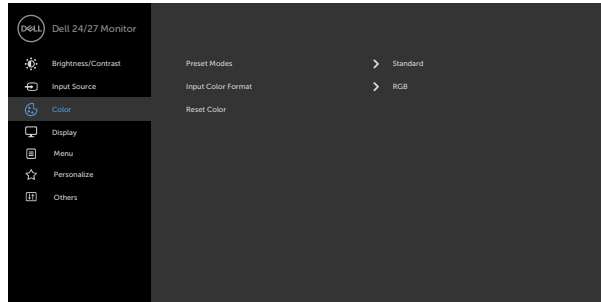 DELL Dell 24/27 Monitor
Brightness/Contrast
Input Source
Color
Display
Menu
Personalize
Others
Preset Modes Standard
Input Color Format RGB
Reset Color